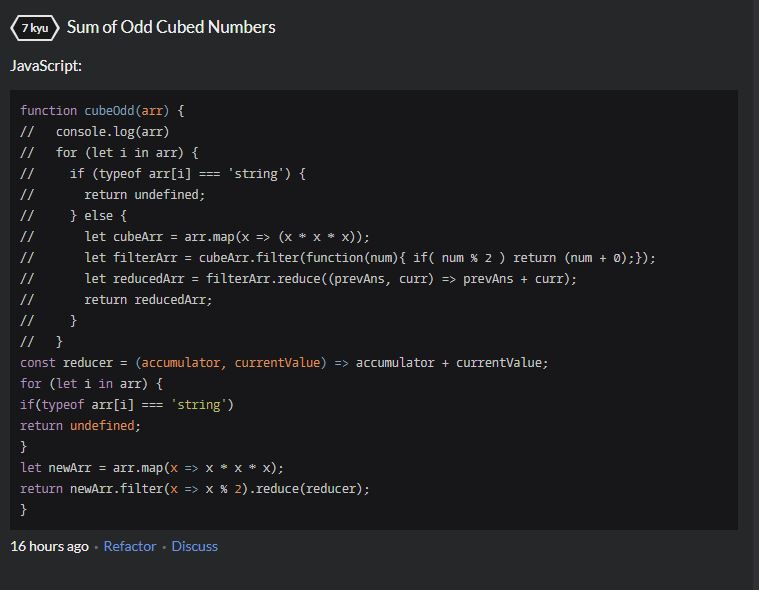 7 kyu Sum of Odd Cubed Numbers
JavaScript:
function cubeOdd(arr) {
//   console.log(arr)
//   for (let i in arr) {
//     if (typeof arr[i] === 'string') {
//       return undefined;
//     } else {
//       let cubeArr = arr.map(x => (x * x * x));
//       let filterArr = cubeArr.filter(function(num){ if( num % 2 ) return (num + 0);});
//       let reducedArr = filterArr.reduce((prevAns, curr) => prevAns + curr);
//       return reducedArr;
//     }
//   }
const reducer = (accumulator, currentValue) => accumulator + currentValue;
for (let i in arr) {
if(typeof arr[i] === 'string')
return undefined;
}
let newArr = arr.map(x => x * x * x);
return newArr.filter(x => x % 2).reduce(reducer);
}
16 hours ago • Refactor • Discuss